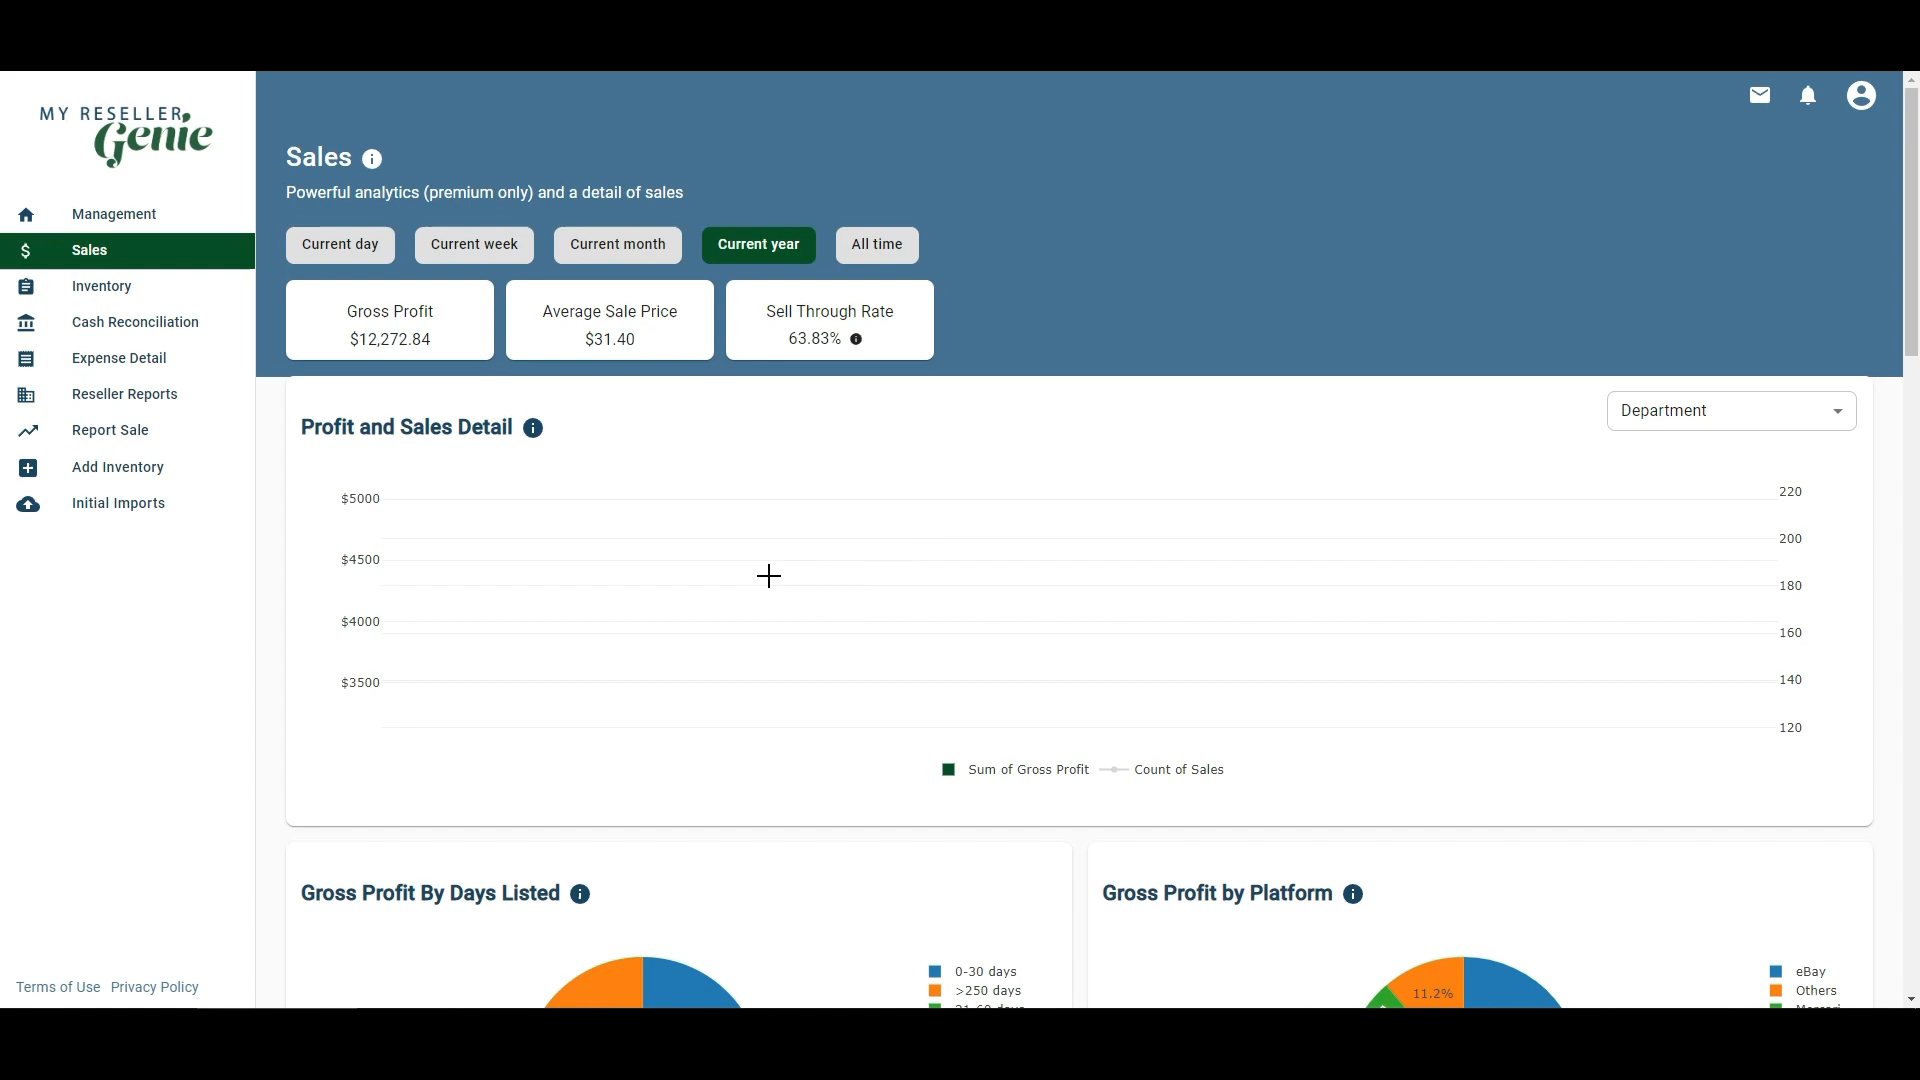 MY RESELLER
Genie
Management
Sales
Inventory
Cash Reconciliation
Expense Detail
Reseller Reports
Report Sale
Add Inventory
Initial Imports
Terms of Use Privacy Policy
Sales
Powerful analytics (premium only) and a detail of sales
Current day Current week Current month Current year All time
Gross Profit Average Sale Price Sell Through Rate
$12,272.84 $31.40 63.83%
Department
Profit and Sales Detail
$5000 220
200
$4500
180
$4000
160
$3500 140
120
Sum of Gross Profit Count of Sales
Gross Profit By Days Listed
0-30 days
>250 days
Gross Profit by Platform
11.2%
eBay
Others